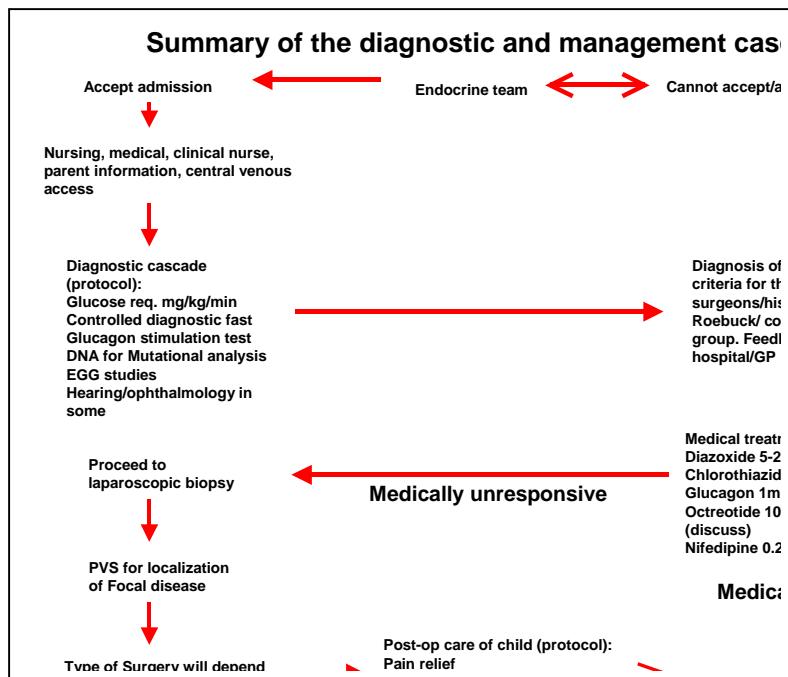 Summary of the diagnostic and management cas
Accept admission
Endocrine team
Cannot accept/a
Nursing, medical, clinical nurse,
parent information, central venous
access
Diagnostic cascade
(protocol):
Glucose req. mg/kg/min
Controlled diagnostic fast
Glucagon stimulation test
DNA for Mutational analysis
EGG studies
Hearing/ophthalmology in
some
Diagnosis of
criteria for th
surgeons/his
Roebuck/ co
group. Feed
hospital/GP
Medical treat
Diazoxide 5-2
Chlorothiazid
Glucagon 1m
Octreotide 10
(discuss)
Nifedipine 0.2
Proceed to
laparoscopic biopsy
Medically unresponsive
PVS for localization
of Focal disease
Medica
Type of Surgery will depend
Post-op care of child (protocol):
Pain relief